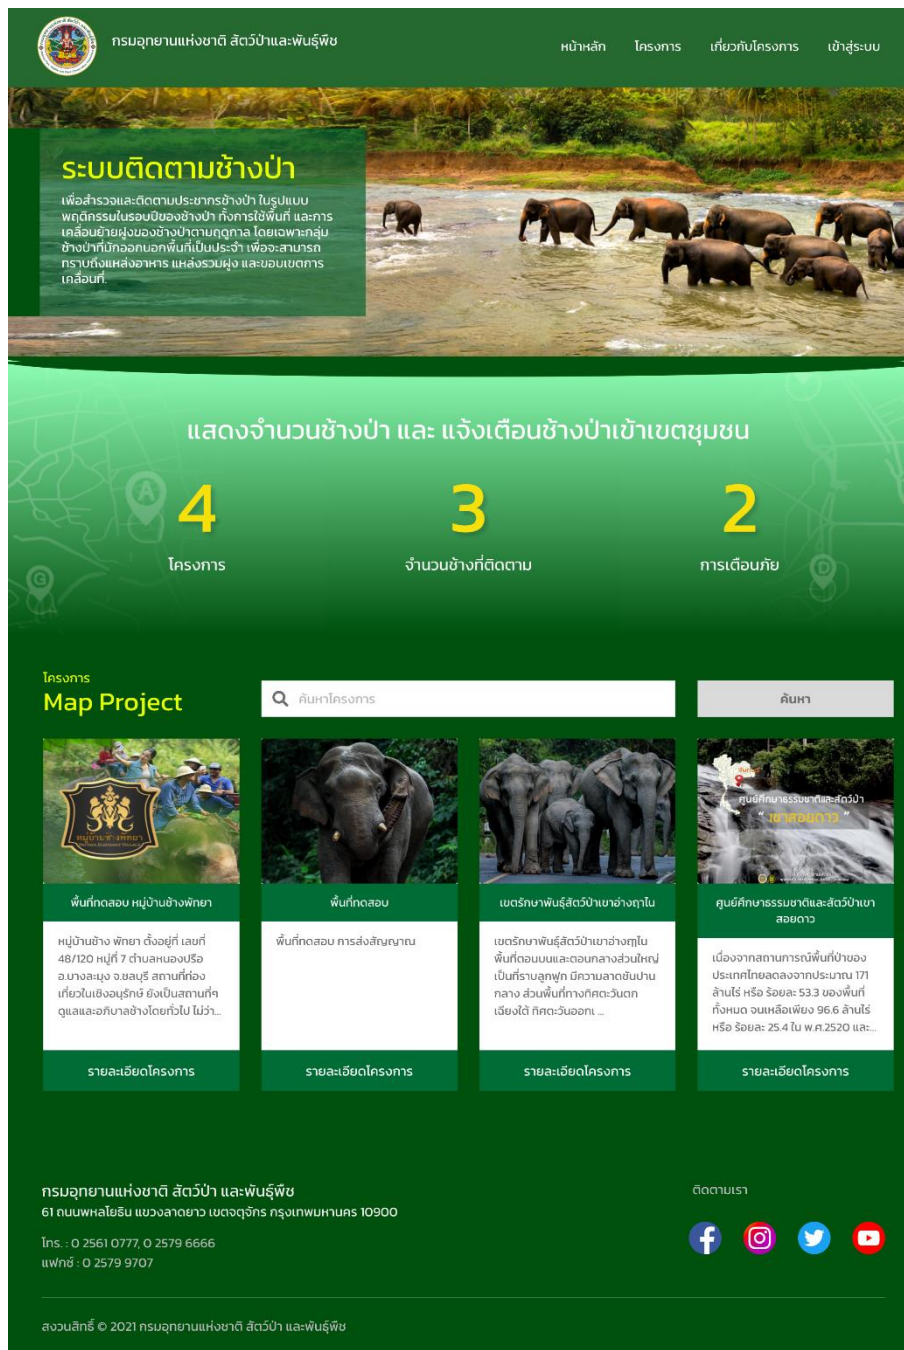 กรมอุทยานแห่งชาติ สัตว์ป่าและพันธุ์พืช
หน้าหลัก โครงการ เกี่ยวกับโครงการ เข้าสู่ระบบ
ระบบติดตามช้างป่า
เพื่อสำรวจและติดตามประชากรช้างป่า ในรูปแบบ
พฤติกรรมในรอบปีของช้างป่า ทั้งการใช้พื้นที่ และการ
เคลื่อนย้ายฝูงของช้างป่าตามฤดูกาล โดยเฉพาะกลุ่ม
ช้างป่าที่มักออกนอกพื้นที่เป็นประจำ เพื่อจะสามารถ
ทราบถึงแหล่งอาหาร แหล่งรวมฝูง และขอบเขตการ
เคลื่อนที่.
แสดงจำนวนช้างป่า และ แจ้งเตือนช้างป่าเข้าเขตชุมชน
A
4 3 2
โครงการ จำนวนช้างที่ติดตาม การเตือนภัย
G D
โครงการ
Map Project
ค้นหาโครงการ ค้นหา
หมู่บ้านช้างพัทยา
ศูนย์ศึกษาธรรมชาติและสัตว์ป่า
“ เขาสอยดาว ”
พื้นที่ทดสอบ หมู่บ้านช้างพัทยา
หมู่บ้านช้าง พัทยา ตั้งอยู่ที่ เลขที่
48/120 หมู่ที่ 7 ตำบลหนองปรือ
อ.บางละมุง จ.ชลบุรี สถานที่ท่อง
เที่ยวในเชิงอนุรักษ์ ยังเป็นสถานที่ๆ
ดูแลและอภิบาลช้างโดยทั่วไป ไม่ว่า...
รายละเอียดโครงการ
พื้นที่ทดสอบ
พื้นที่ทดสอบ การส่งสัญญาณ
รายละเอียดโครงการ
เขตรักษาพันธุ์สัตว์ป่าเขาอ่างฤาไน
เขตรักษาพันธุ์สัตว์ป่าเขาอ่างฤๅไน
พื้นที่ตอนบนและตอนกลางส่วนใหญ่
เป็นที่ราบลูกฟูก มีความลาดชันปาน
กลาง ส่วนพื้นที่ทางทิศตะวันตก
เฉียงใต้ ทิศตะวันออกเ ...
รายละเอียดโครงการ
ศูนย์ศึกษาธรรมชาติและสัตว์ป่าเขา
สอยดาว
เนื่องจากสถานการณ์พื้นที่ป่าของ
ประเทศไทยลดลงจากประมาณ 171
ล้านไร่ หรือ ร้อยละ 53.3 ของพื้นที่
ทั้งหมด จนเหลือเพียง 96.6 ล้านไร่
หรือ ร้อยละ 25.4 ใน พ.ศ.2520 และ...
รายละเอียดโครงการ
กรมอุทยานแห่งชาติ สัตว์ป่า และพันธุ์พืช
61 ถนนพหลโยธิน แขวงลาดยาว เขตจตุจักร กรุงเทพมหานคร 10900
โทร. : 0 2561 0777, 0 2579 6666
แฟกซ์ : 0 2579 9707
ติดตามเรา
สงวนสิทธิ์ © 2021 กรมอุทยานแห่งชาติ สัตว์ป่า และพันธุ์พืช